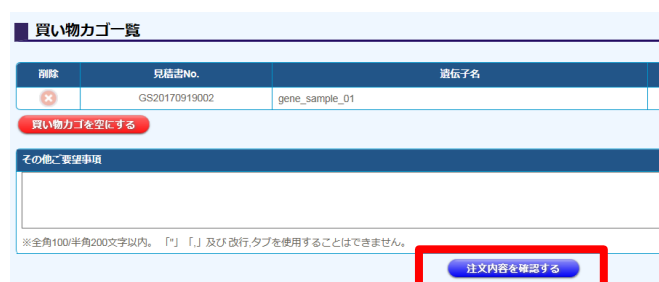 買い物カゴ一覧
削除 見積書No. 遺伝子名
GS20170919002 gene_sample_01
買い物カゴを空にする
その他ご要望事項
※全角100/半角200文字以内。 「"」「,」及び 改行,タブを使用することはできません。
注文内容を確認する